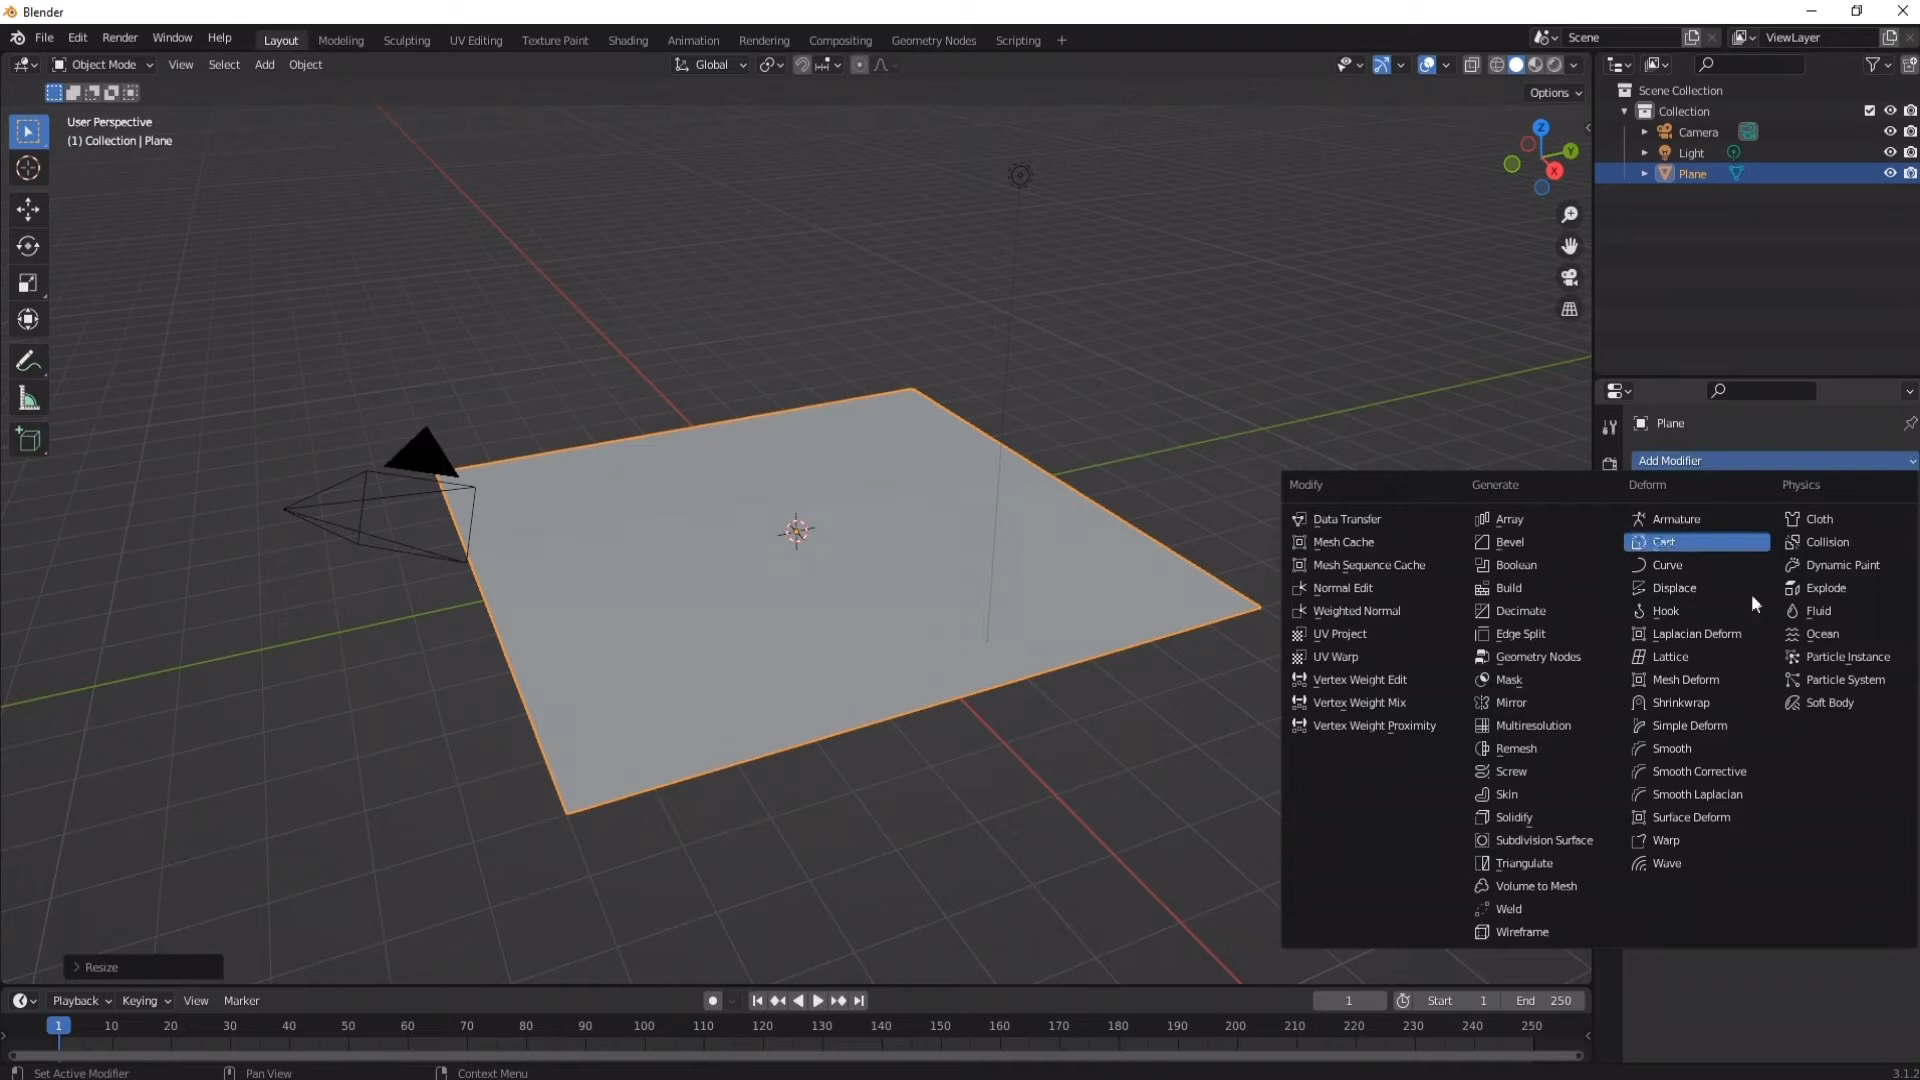 Blender
File Edit Render Window Help Layout Modeling Sculpting UV Editing Texture Paint Shading Animation Rendering Compositing Geometry Nodes Scripting + Scene ViewLayer
Object Mode View Select Add Object Global
Options
User Perspective
(1) Collection | Plane
Z
Y
X
Scene Collection
Collection
Camera
Light
Plane
Plane
Add Modifier
Modify Generate Deform Physics
Data Transfer Array Armature Cloth
Mesh Cache Bevel Cast Collision
Mesh Sequence Cache Boolean Curve Dynamic Paint
Normal Edit Build Displace Explode
Weighted Normal Decimate Hook Fluid
UV Project Edge Split Laplacian Deform Ocean
UV Warp Geometry Nodes Lattice Particle Instance
Vertex Weight Edit Mask Mesh Deform Particle System
Vertex Weight Mix Mirror Shrinkwrap Soft Body
Vertex Weight Proximity Multiresolution Simple Deform
Remesh Smooth
Screw Smooth Corrective
Skin Smooth Laplacian
Solidify Surface Deform
Subdivision Surface Warp
Triangulate Wave
Volume to Mesh
Weld
Wireframe
Resize
Playback Keying View Marker 1 Start 1 End 250
1 10 20 30 40 50 60 70 80 90 100 110 120 130 140 150 160 170 180 190 200 210 220 230 240 250
Set Active Modifier Pan View Context Menu 3.1.2